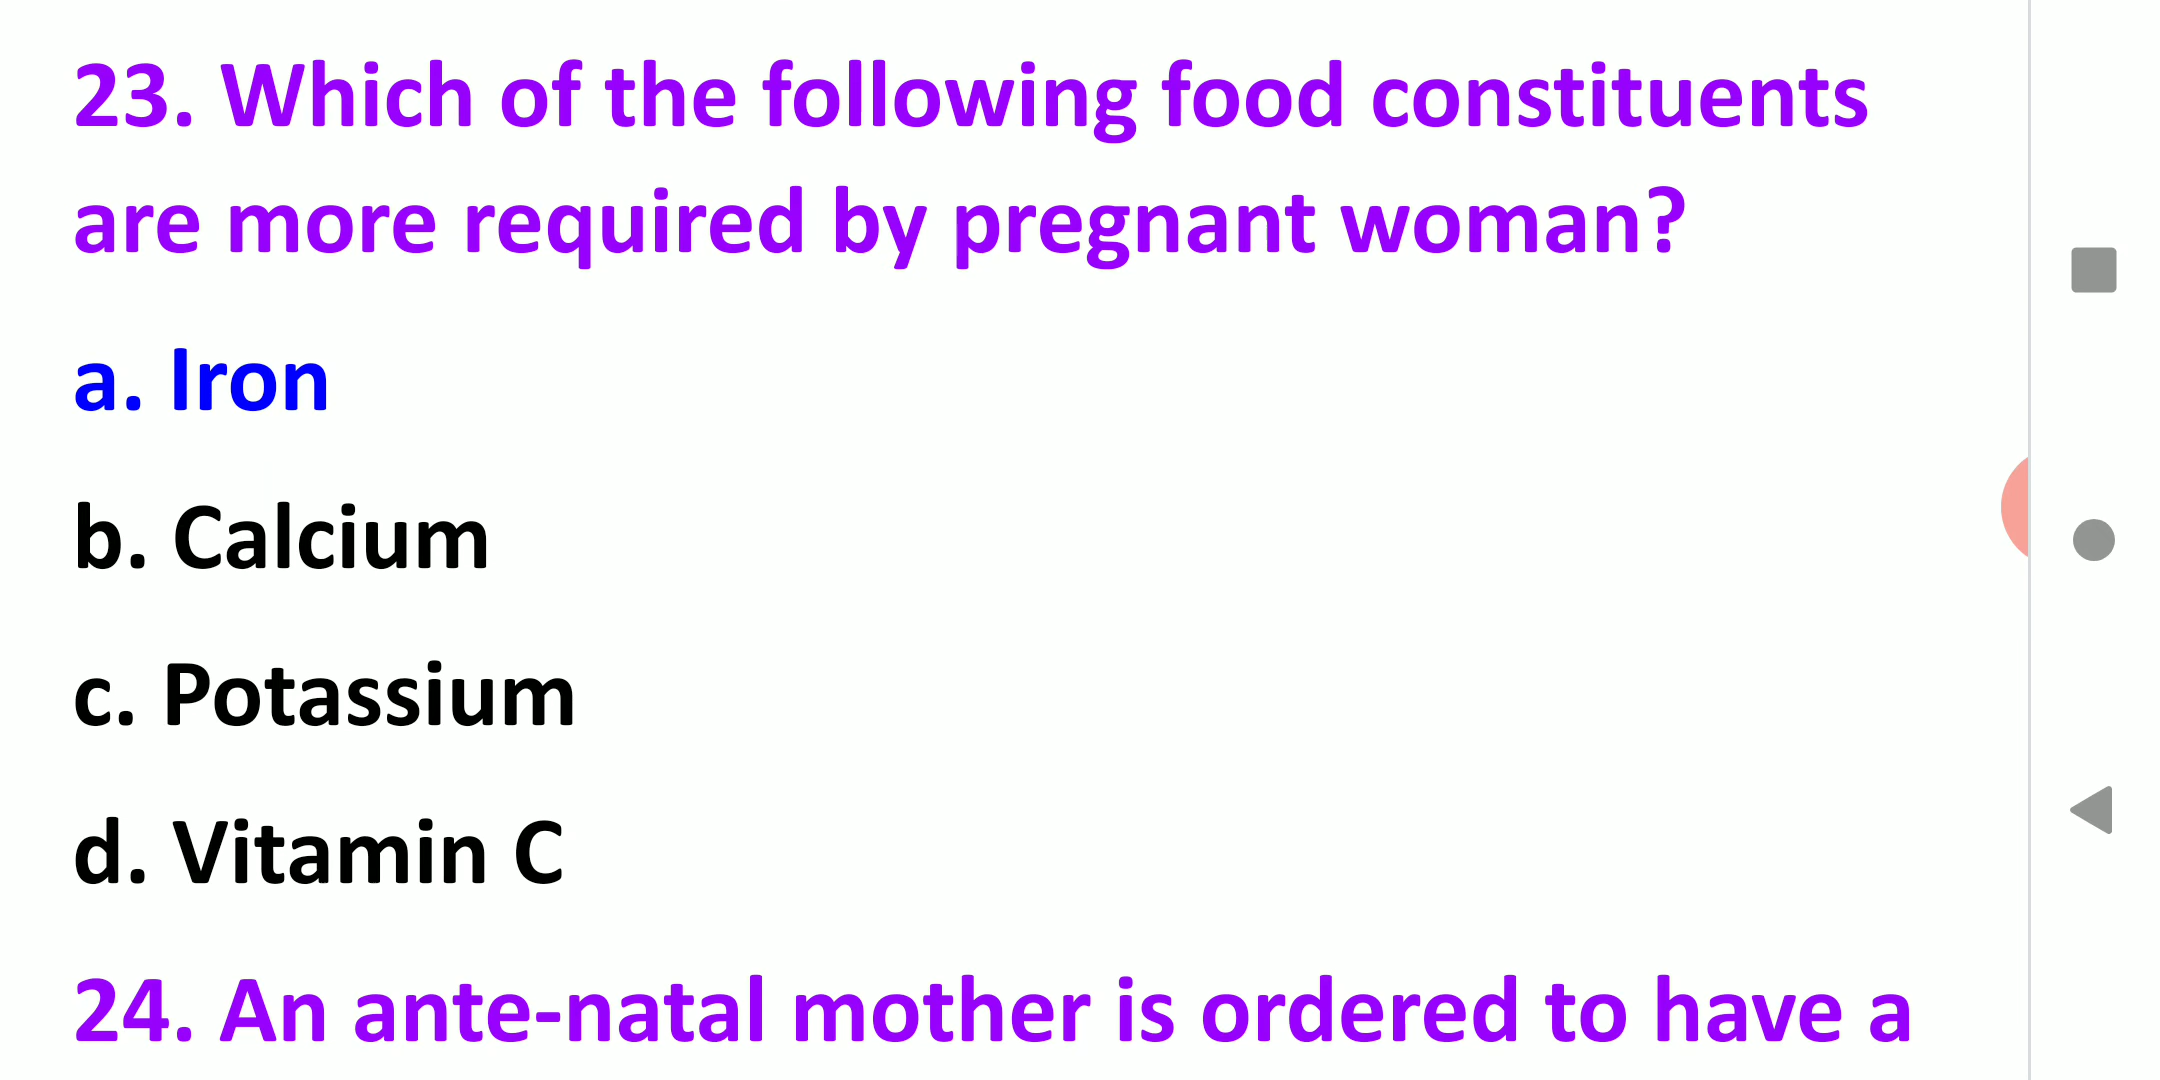 23. Which of the following food constituents
are more required by pregnant woman?
a. Iron
b. Calcium
c. Potassium
d. Vitamin C
24. An ante-natal mother is ordered to have a